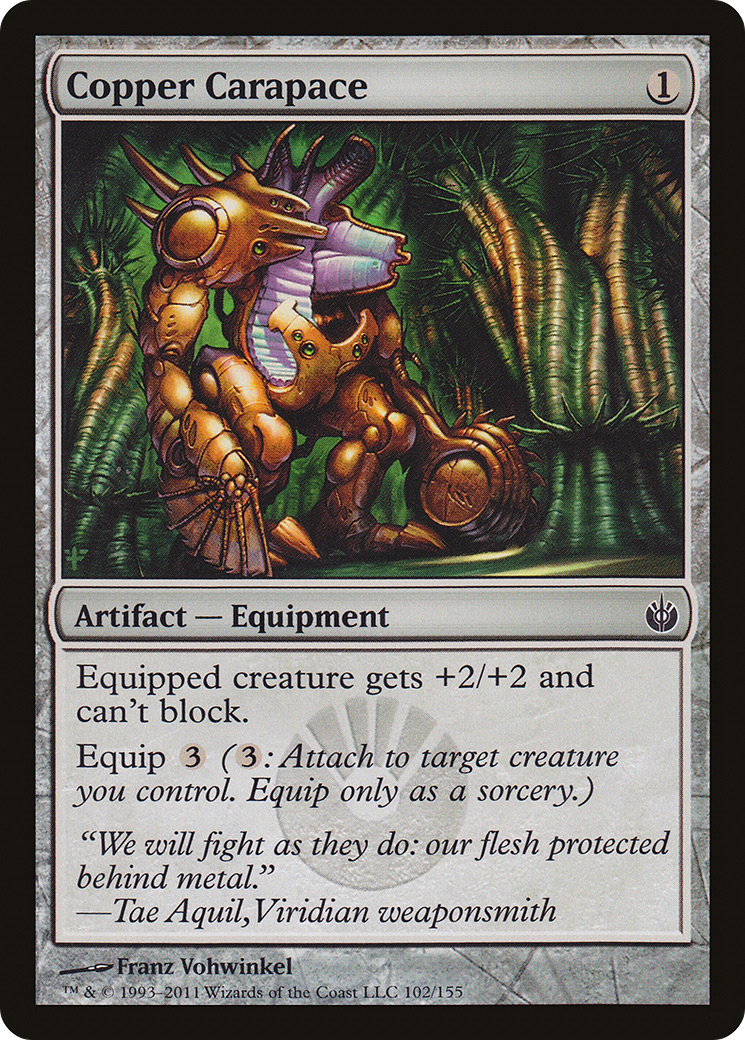 Copper Carapace 1
Artifact — Equipment
Equipped creature gets +2/+2 and
can't block.
Equip 3 (3: Attach to target creature
you control. Equip only as a sorcery.)
“We will fight as they do: our flesh protected
behind metal.”
—Tae Aquil, Viridian weaponsmith
Franz Vohwinkel
™ & © 1993–2011 Wizards of the Coast LLC 102/155